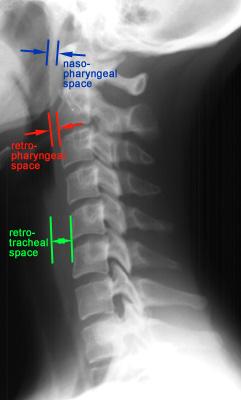 naso-
pharyngeal
space
retro-
pharyngeal
space
retro-
tracheal
space